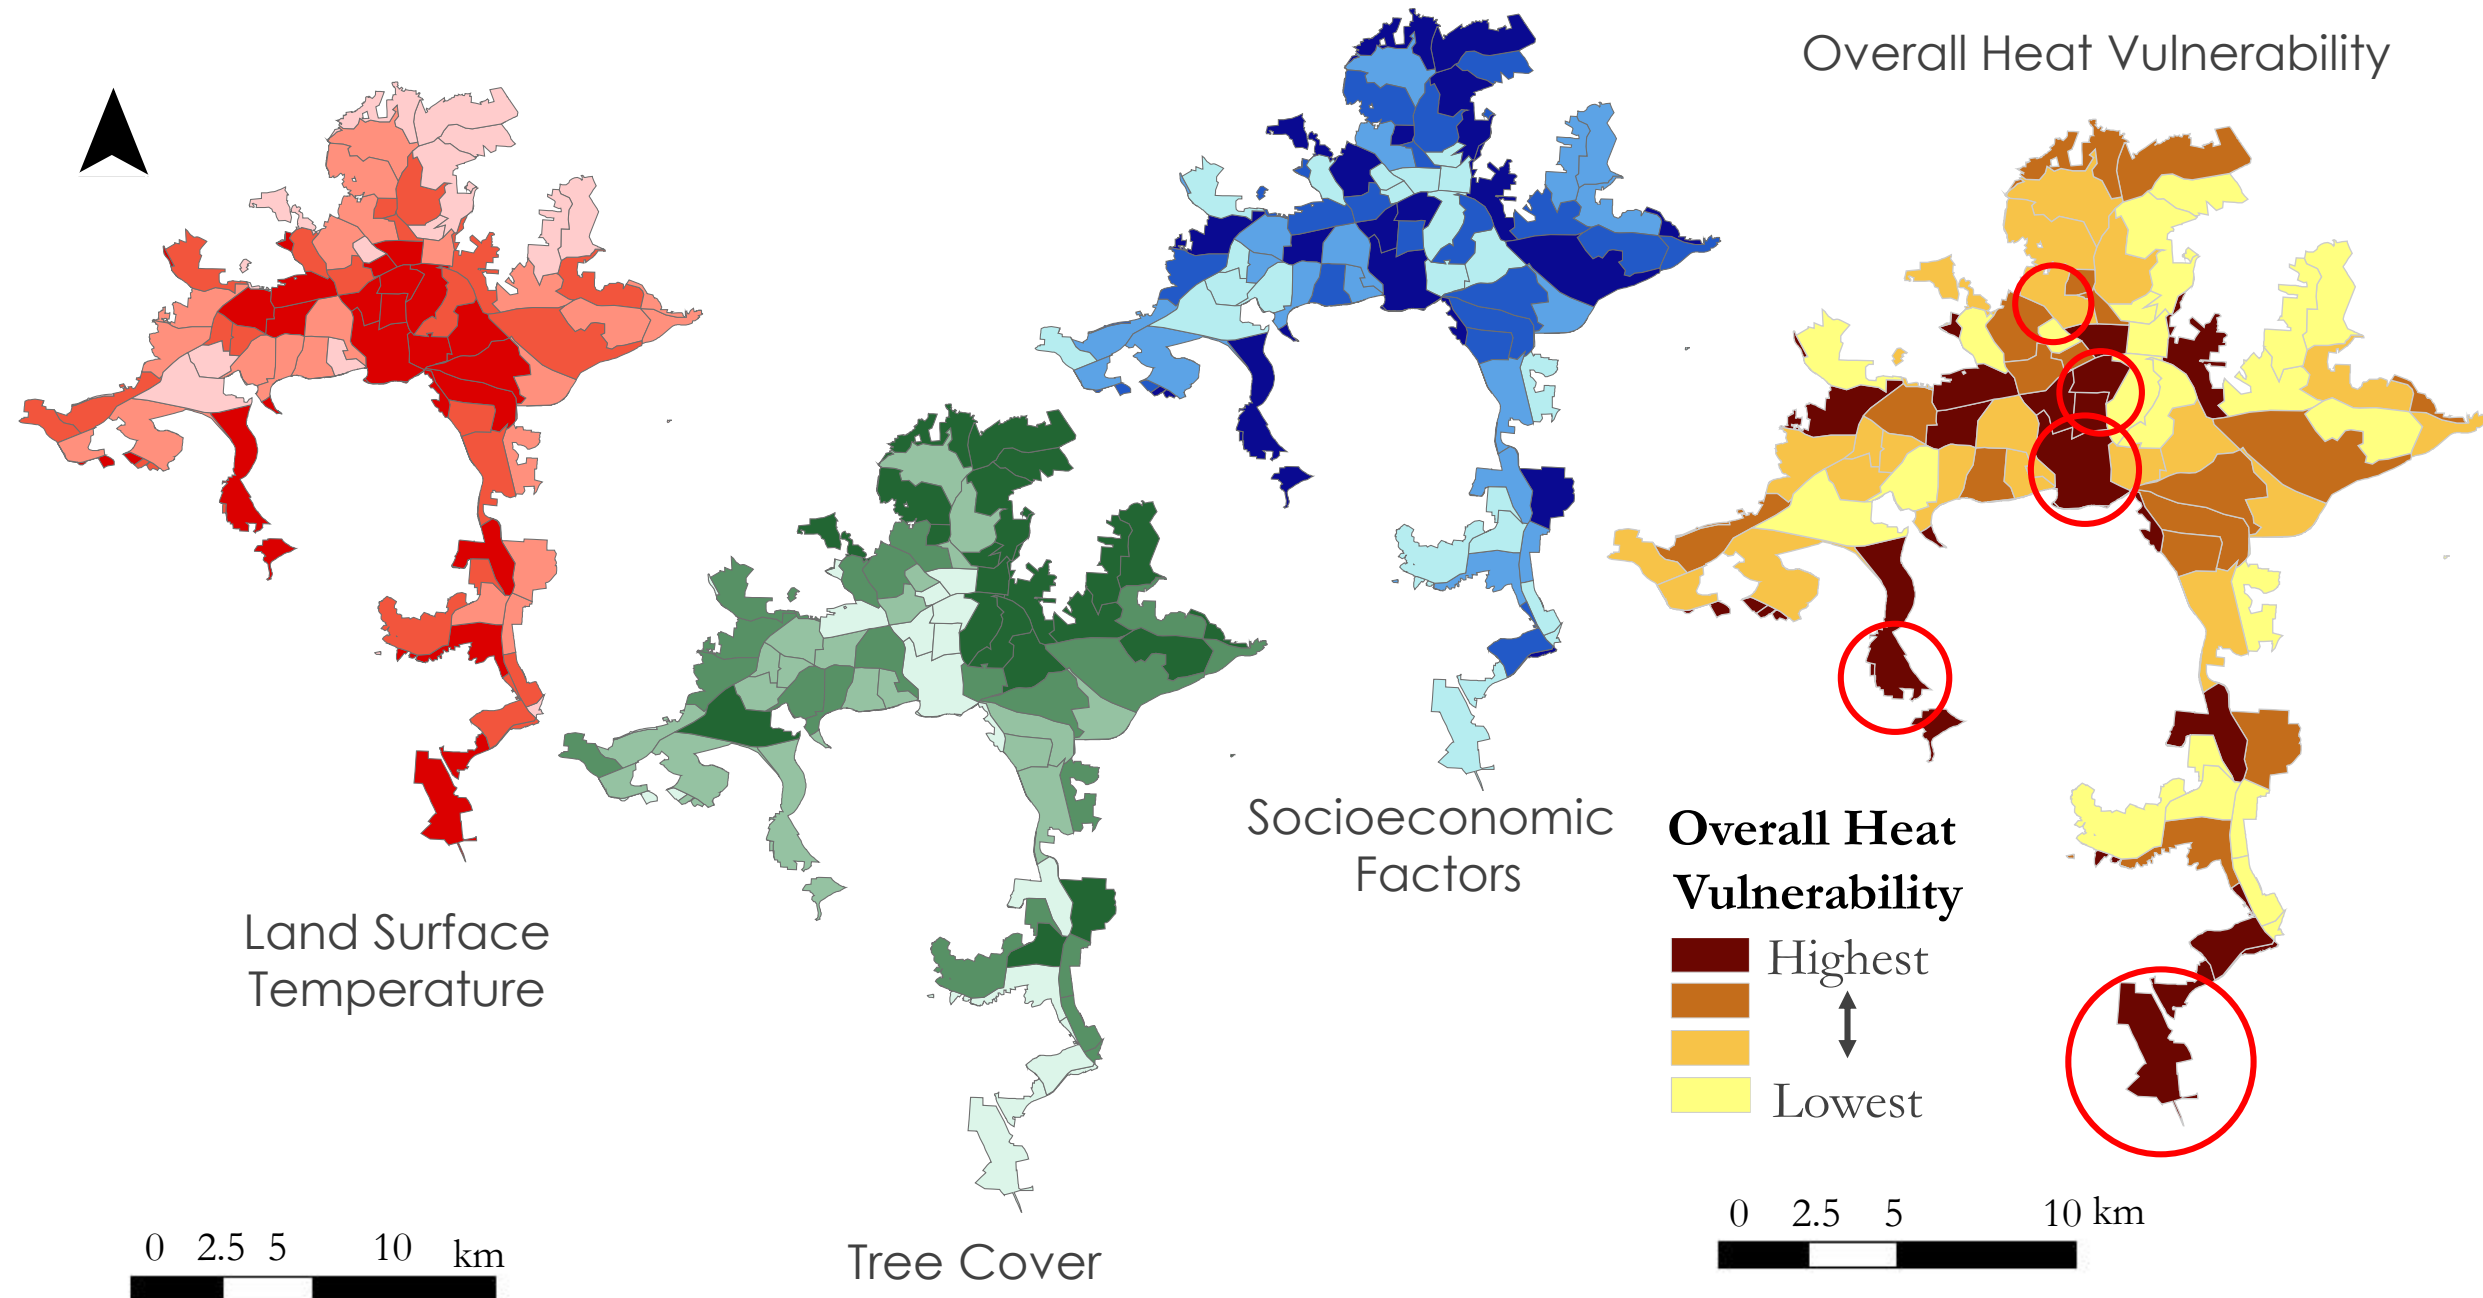 Overall Heat Vulnerability
Land Surface
Temperature
Tree Cover
Socioeconomic
Factors
Overall Heat
Vulnerability
Highest
Lowest
0 2.5 5 10 km
0 2.5 5 10 km